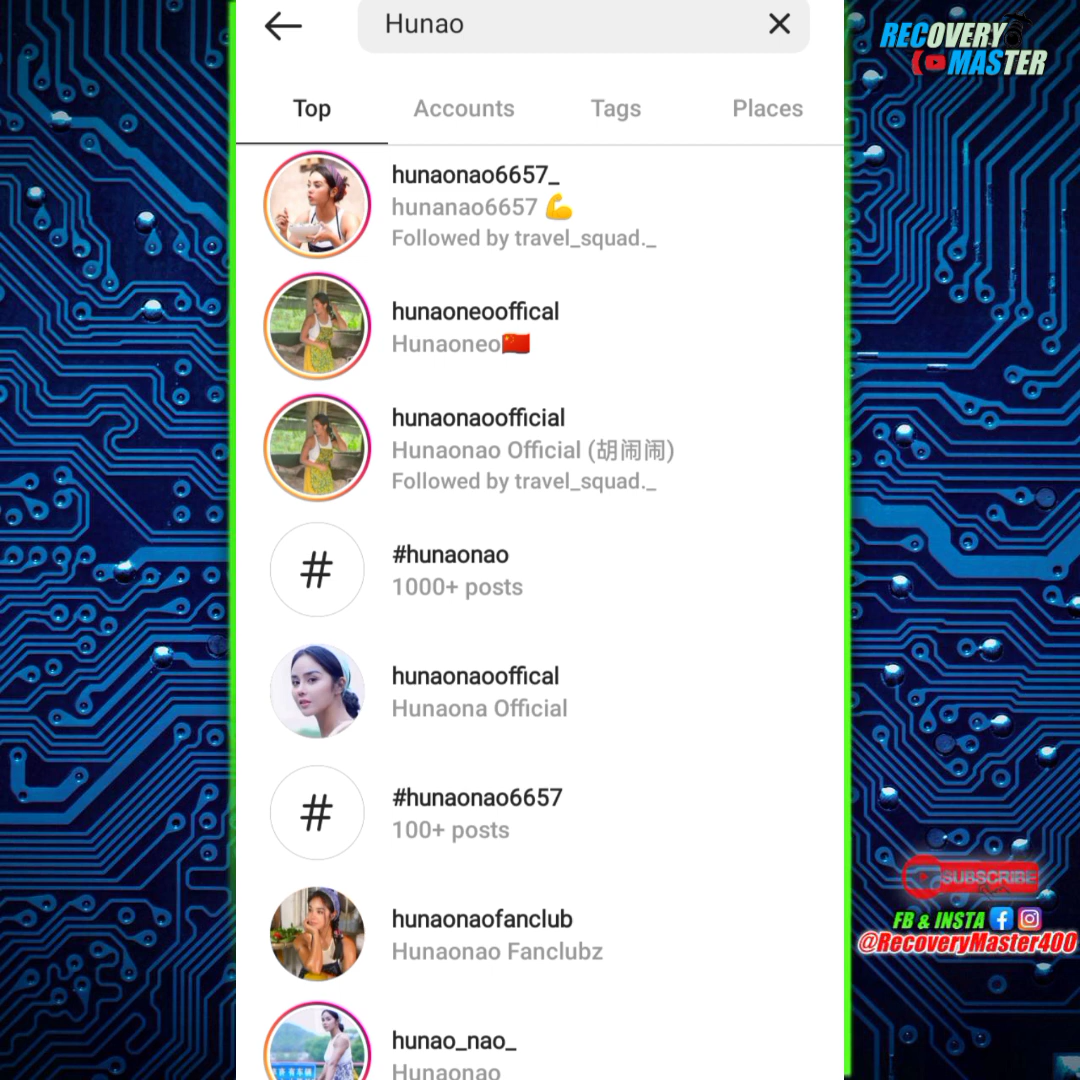 Hunao
RECOVERY
MASTER
Top Accounts Tags Places
hunaonao6657_
hunanao6657 💪
Followed by travel_squad._
hunaoneooffical
Hunaoneo🇨🇳
hunaonaoofficial
Hunaonao Official (胡闹闹)
Followed by travel_squad._
#hunaonao
1000+ posts
hunaonaooffical
Hunaona Official
#hunaonao6657
100+ posts
SUBSCRIBE
hunaonaofanclub
Hunaonao Fanclubz
FB & INSTA
@RecoveryMaster400
hunao_nao_
Hunaonao